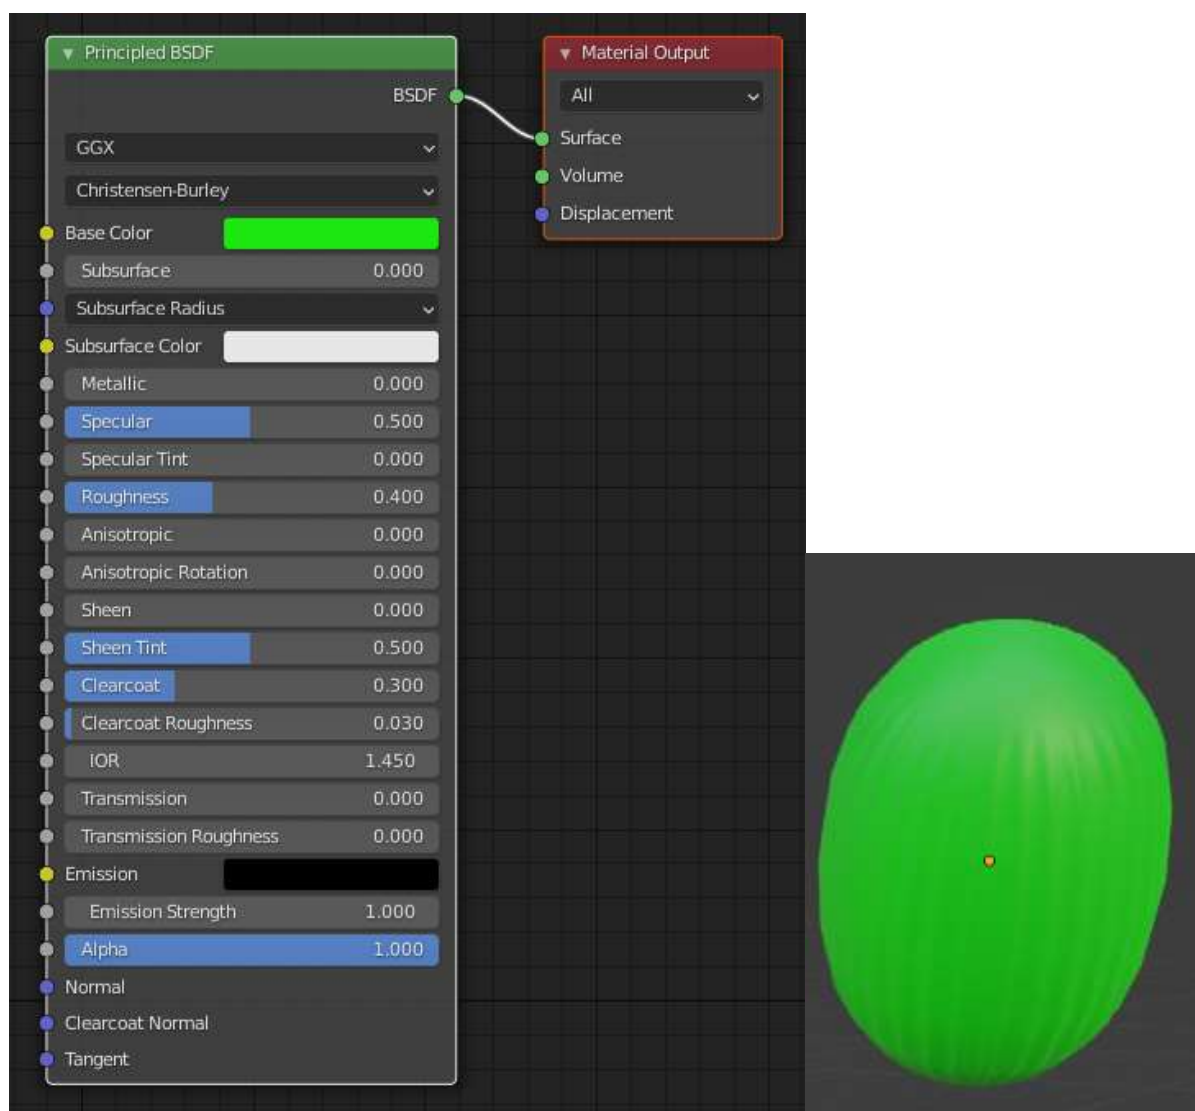 Principled BSDF
BSDF
GGX
Christensen-Burley
Base Color
Subsurface 0.000
Subsurface Radius
Subsurface Color
Metallic 0.000
Specular 0.500
Specular Tint 0.000
Roughness 0.400
Anisotropic 0.000
Anisotropic Rotation 0.000
Sheen 0.000
Sheen Tint 0.500
Clearcoat 0.300
Clearcoat Roughness 0.030
IOR 1.450
Transmission 0.000
Transmission Roughness 0.000
Emission
Emission Strength 1.000
Alpha 1.000
Normal
Clearcoat Normal
Tangent
Material Output
All
Surface
Volume
Displacement